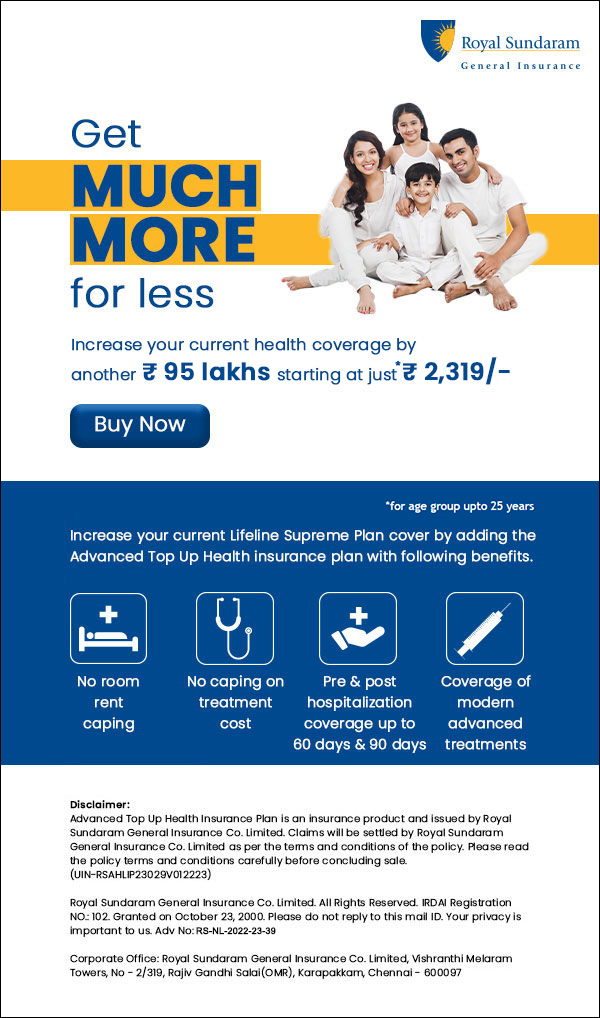 Royal Sundaram
General Insurance
Get
MUCH
MORE
for less
Increase your current health coverage by
another ₹ 95 lakhs starting at just*₹ 2,319/-
Buy Now
*for age group upto 25 years
Increase your current Lifeline Supreme Plan cover by adding the
Advanced Top Up Health insurance plan with following benefits.
No room
rent
caping
No caping on
treatment
cost
Pre & post
hospitalization
coverage up to
60 days & 90 days
Coverage of
modern
advanced
treatments
Disclaimer:
Advanced Top Up Health Insurance Plan is an insurance product and issued by Royal
Sundaram General Insurance Co. Limited. Claims will be settled by Royal Sundaram
General Insurance Co. Limited as per the terms and conditions of the policy. Please read
the policy terms and conditions carefully before concluding sale.
(UIN-RSAHLIP23029V012223)
Royal Sundaram General Insurance Co. Limited. All Rights Reserved. IRDAI Registration
NO.: 102. Granted on October 23, 2000. Please do not reply to this mail ID. Your privacy is
important to us. Adv No: RS-NL-2022-23-39
Corporate Office: Royal Sundaram General Insurance Co. Limited, Vishranthi Melaram
Towers, No - 2/319, Rajiv Gandhi Salai(OMR), Karapakkam, Chennai - 600097